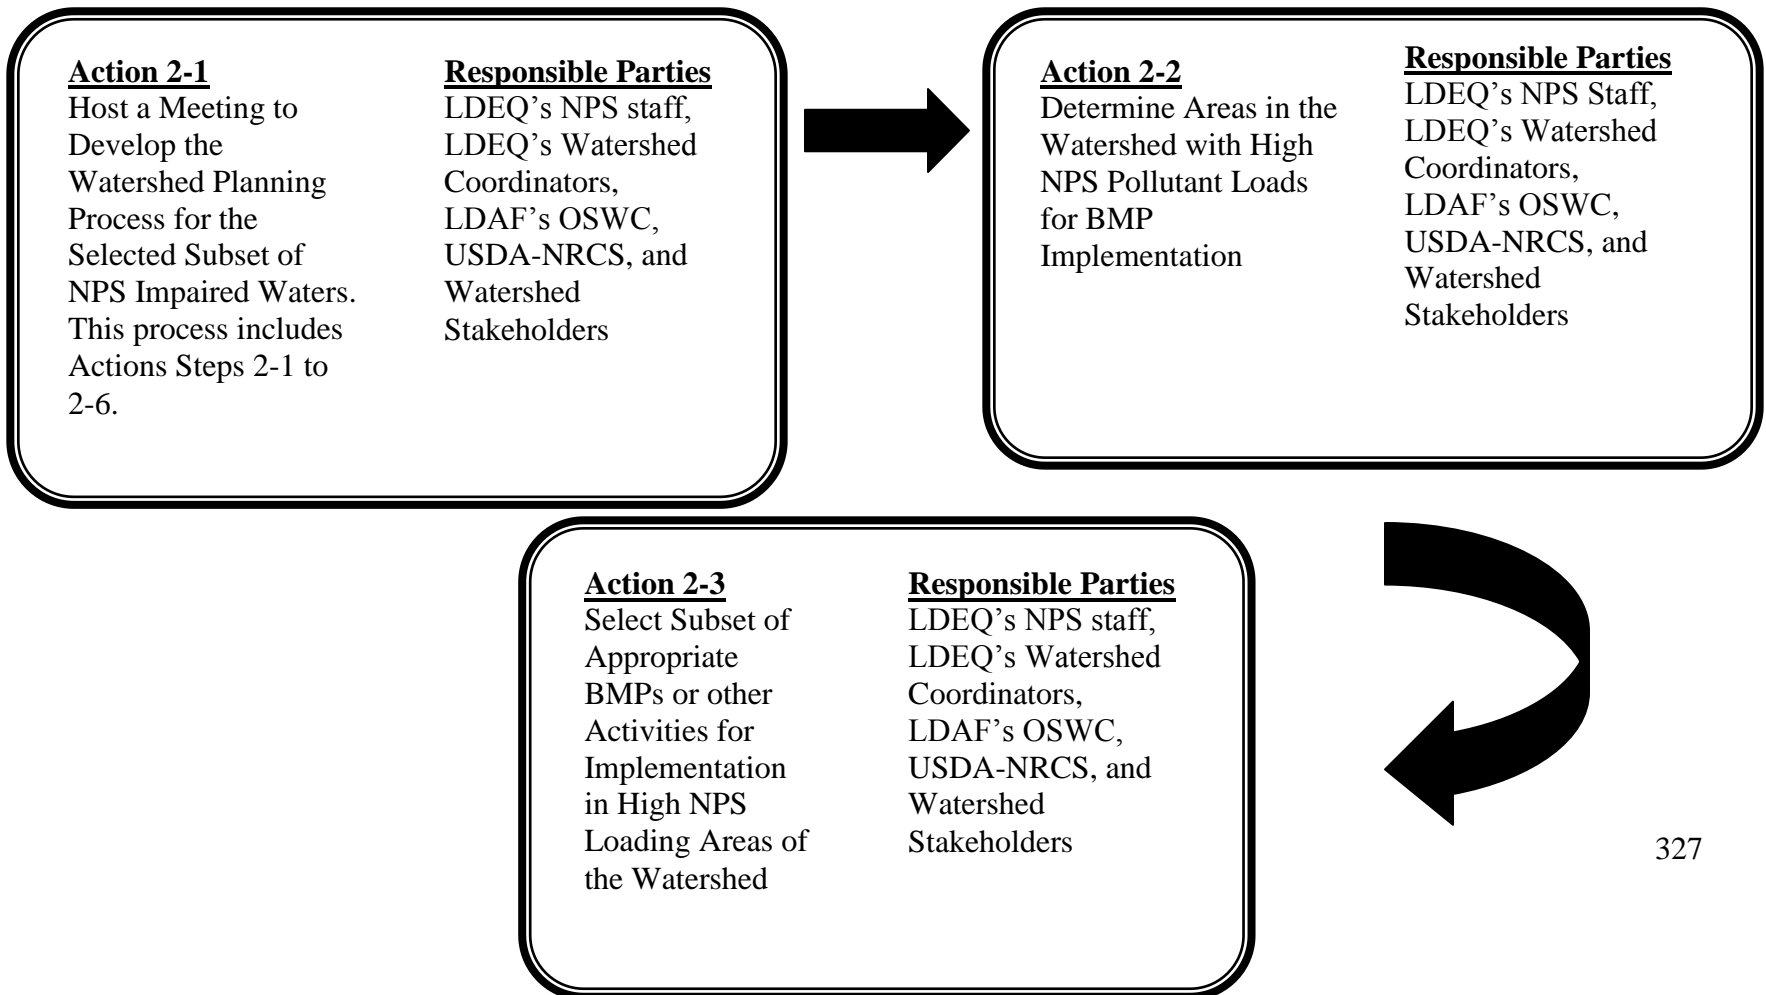 Action 2-1
Host a Meeting to
Develop the
Watershed Planning
Process for the
Selected Subset of
NPS Impaired Waters.
This process includes
Actions Steps 2-1 to
2-6.
Responsible Parties
LDEQ’s NPS staff,
LDEQ’s Watershed
Coordinators,
LDAF’s OSWC,
USDA-NRCS, and
Watershed
Stakeholders
Action 2-2
Determine Areas in the
Watershed with High
NPS Pollutant Loads
for BMP
Implementation
Responsible Parties
LDEQ’s NPS Staff,
LDEQ’s Watershed
Coordinators,
LDAF’s OSWC,
USDA-NRCS, and
Watershed
Stakeholders
Action 2-3
Select Subset of
Appropriate
BMPs or other
Activities for
Implementation
in High NPS
Loading Areas of
the Watershed
Responsible Parties
LDEQ’s NPS staff,
LDEQ’s Watershed
Coordinators,
LDAF’s OSWC,
USDA-NRCS, and
Watershed
Stakeholders
327